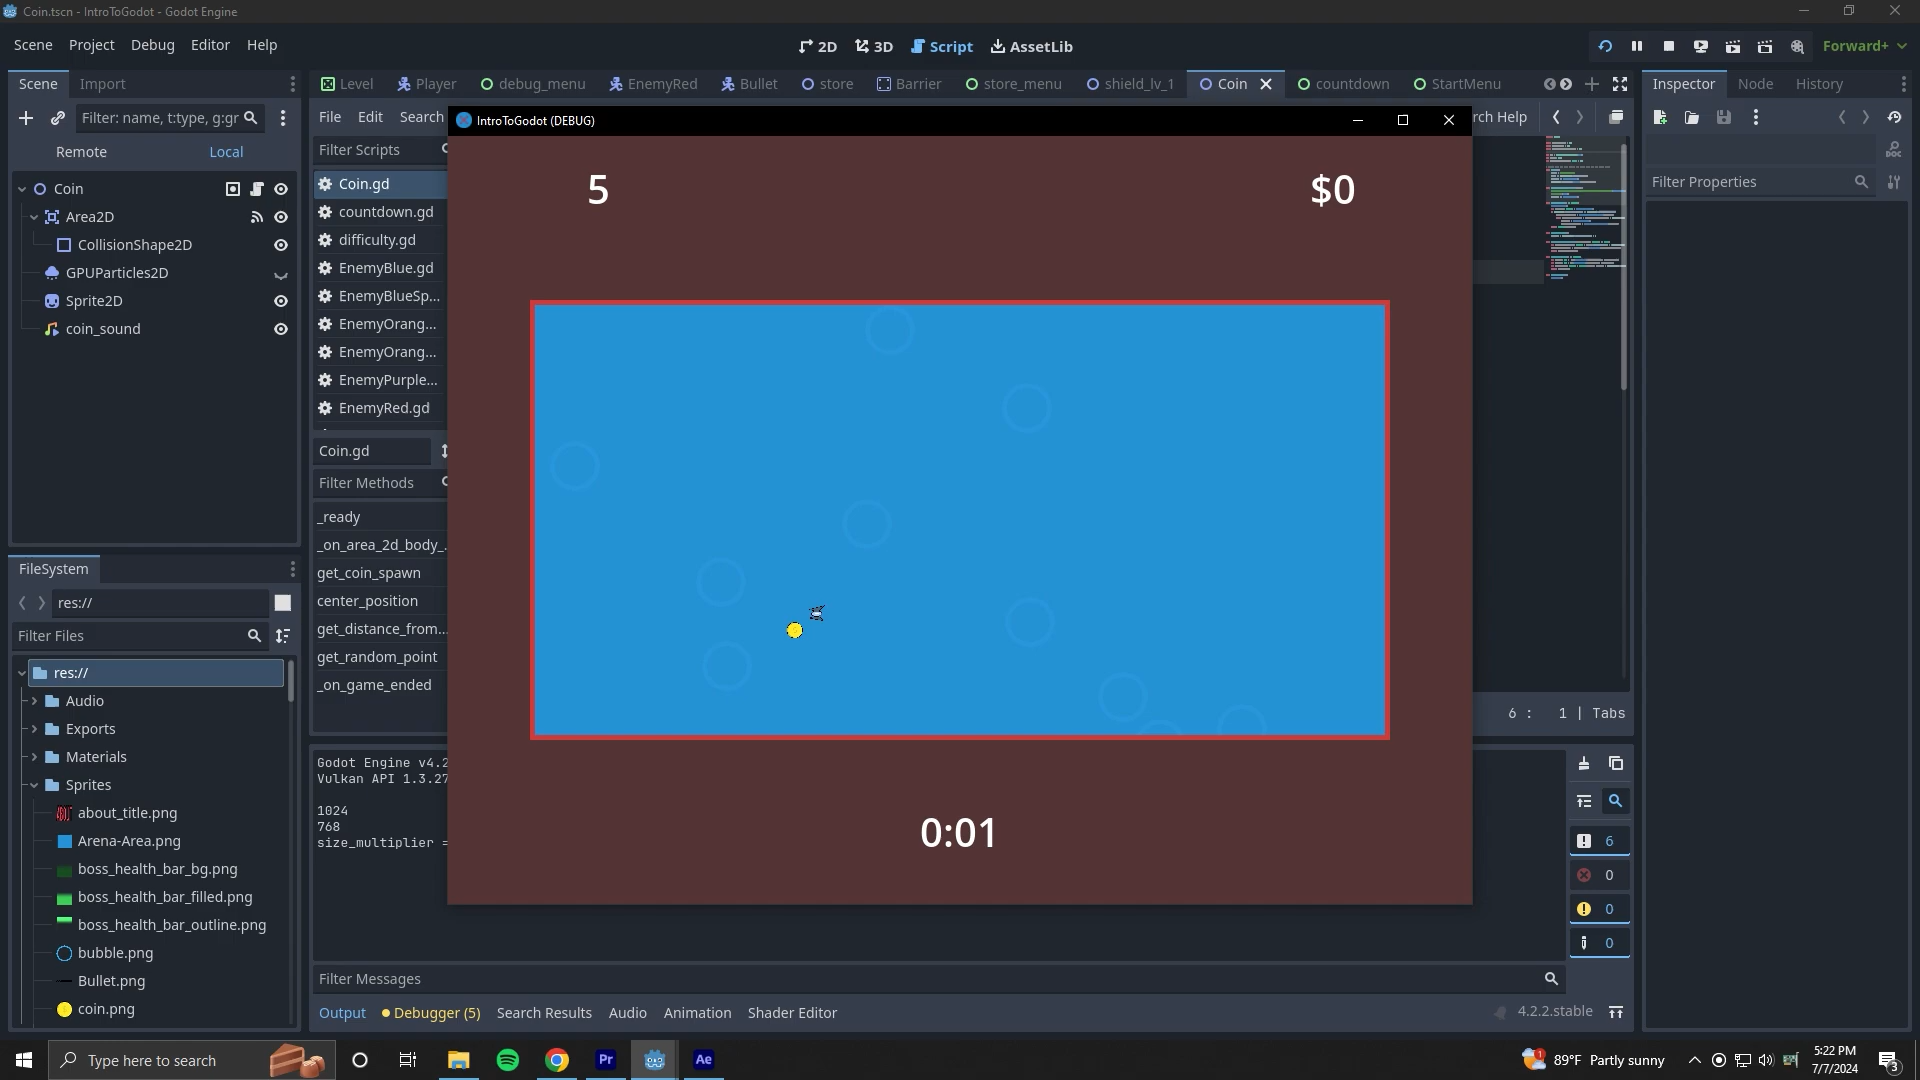 Coin.tscn - IntroToGodot - Godot Engine
Scene Project Debug Editor Help
2D 3D Script AssetLib
Forward+
Scene Import
Level Player debug_menu EnemyRed Bullet store Barrier store_menu shield_lv_1 Coin countdown StartMenu
Inspector Node History
Filter: name, t:type, g:gr
File Edit Search
rch Help
IntroToGodot (DEBUG)
Remote Local
Filter Scripts
Filter Properties
Coin
Area2D
CollisionShape2D
GPUParticles2D
Sprite2D
coin_sound
Coin.gd
countdown.gd
difficulty.gd
EnemyBlue.gd
EnemyBlueSp...
EnemyOrang...
EnemyOrang...
EnemyPurple...
EnemyRed.gd
Coin.gd
Filter Methods
_ready
_on_area_2d_body_...
get_coin_spawn
center_position
get_distance_from...
get_random_point
_on_game_ended
5
$0
0:01
6 : 1 | Tabs
FileSystem
res://
Filter Files
res://
Audio
Exports
Materials
Sprites
about_title.png
Arena-Area.png
boss_health_bar_bg.png
boss_health_bar_filled.png
boss_health_bar_outline.png
bubble.png
Bullet.png
coin.png
Godot Engine v4.2
Vulkan API 1.3.27
1024
768
size_multiplier =
6
0
0
0
Filter Messages
Output Debugger (5) Search Results Audio Animation Shader Editor
4.2.2.stable
Type here to search
Pr
Ae
1
89°F Partly sunny
5:22 PM
7/7/2024
3